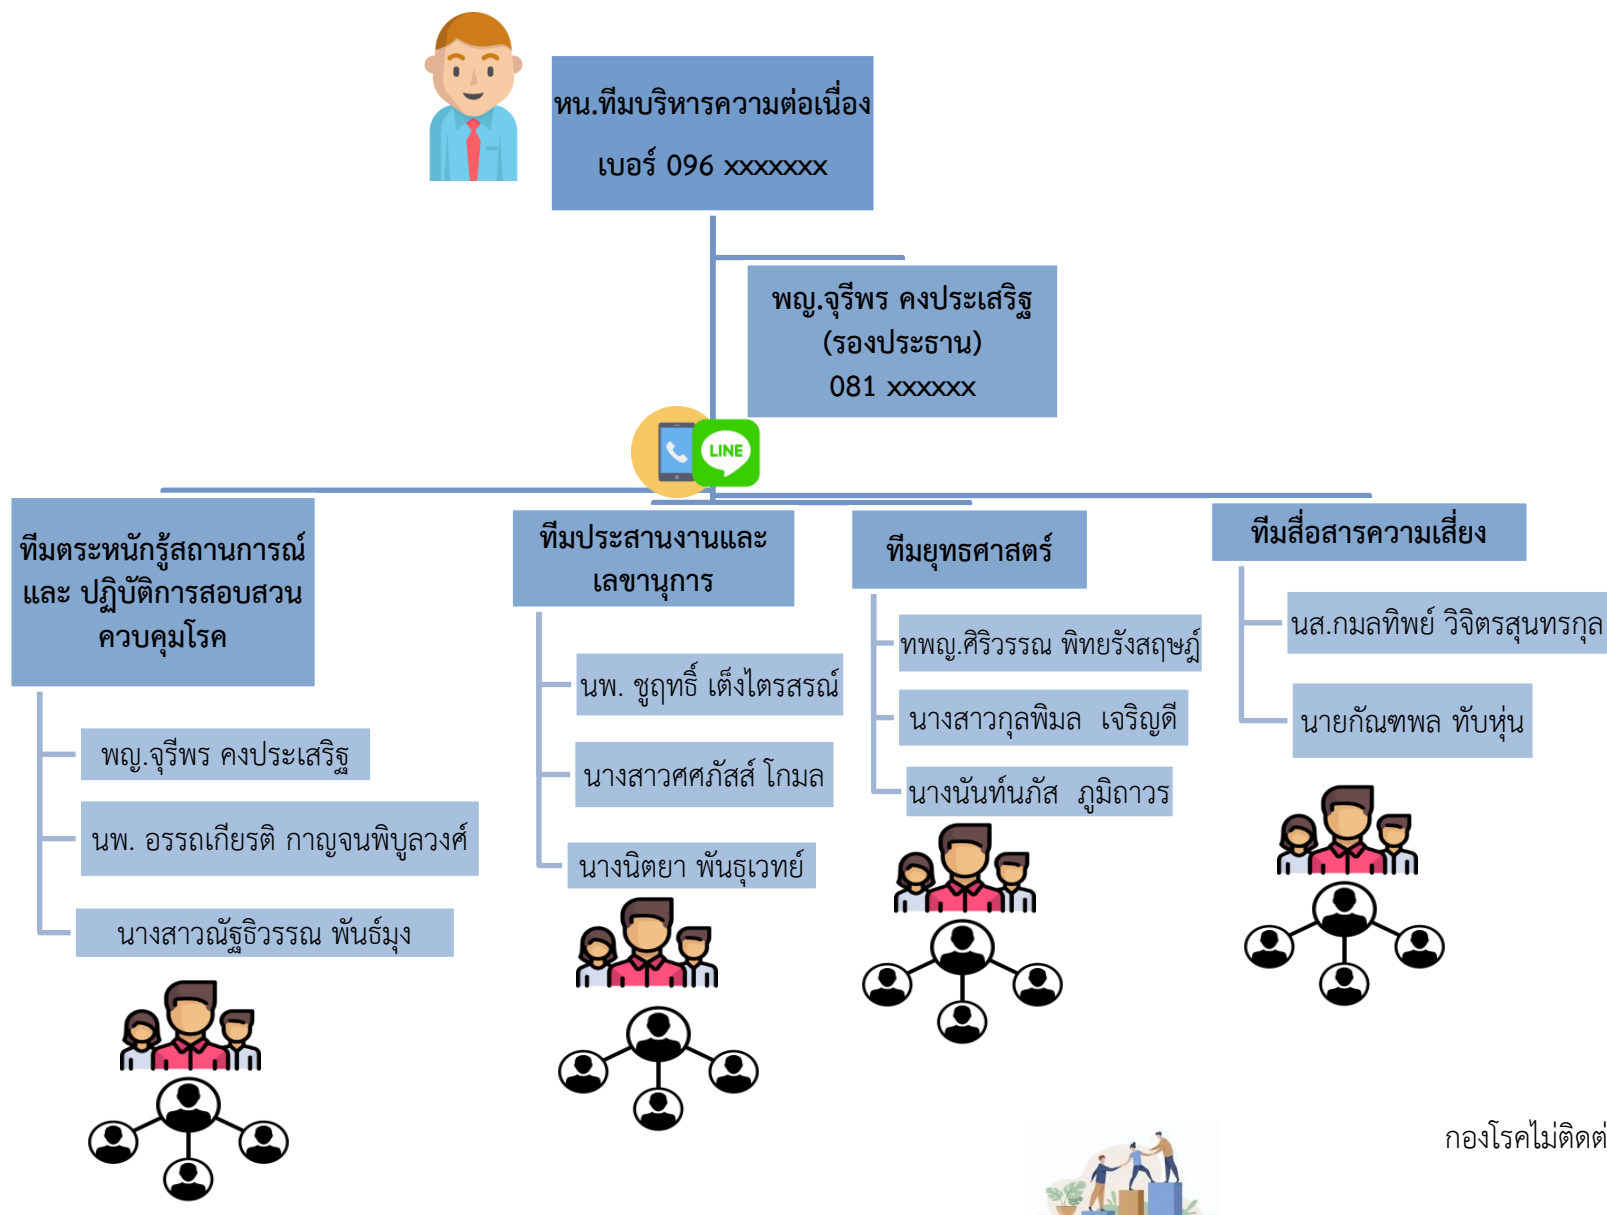 หน.ทีมบริหารความต่อเนื่อง
เบอร์ 096 xxxxxxx
พญ.จุรีพร คงประเสริฐ
(รองประธาน)
081 xxxxxx
LINE
ทีมตระหนักรู้สถานการณ์
และ ปฏิบัติการสอบสวน
ควบคุมโรค
พญ.จุรีพร คงประเสริฐ
นพ. อรรถเกียรติ กาญจนพิบูลวงศ์
นางสาวณัฐธิวรรณ พันธ์มุง
ทีมประสานงานและ
เลขานุการ
นพ. ชูฤทธิ์ เต็งไตรสรณ์
นางสาวศศภัสส์ โกมล
นางนิตยา พันธุเวทย์
ทีมยุทธศาสตร์
ทพญ.ศิริวรรณ พิทยรังสฤษฎ์
นางสาวกุลพิมล เจริญดี
นางนันท์นภัส ภูมิถาวร
ทีมสื่อสารความเสี่ยง
นส.กมลทิพย์ วิจิตรสุนทรกุล
นายกัณฑพล ทับหุ่น
กองโรคไม่ติดต่